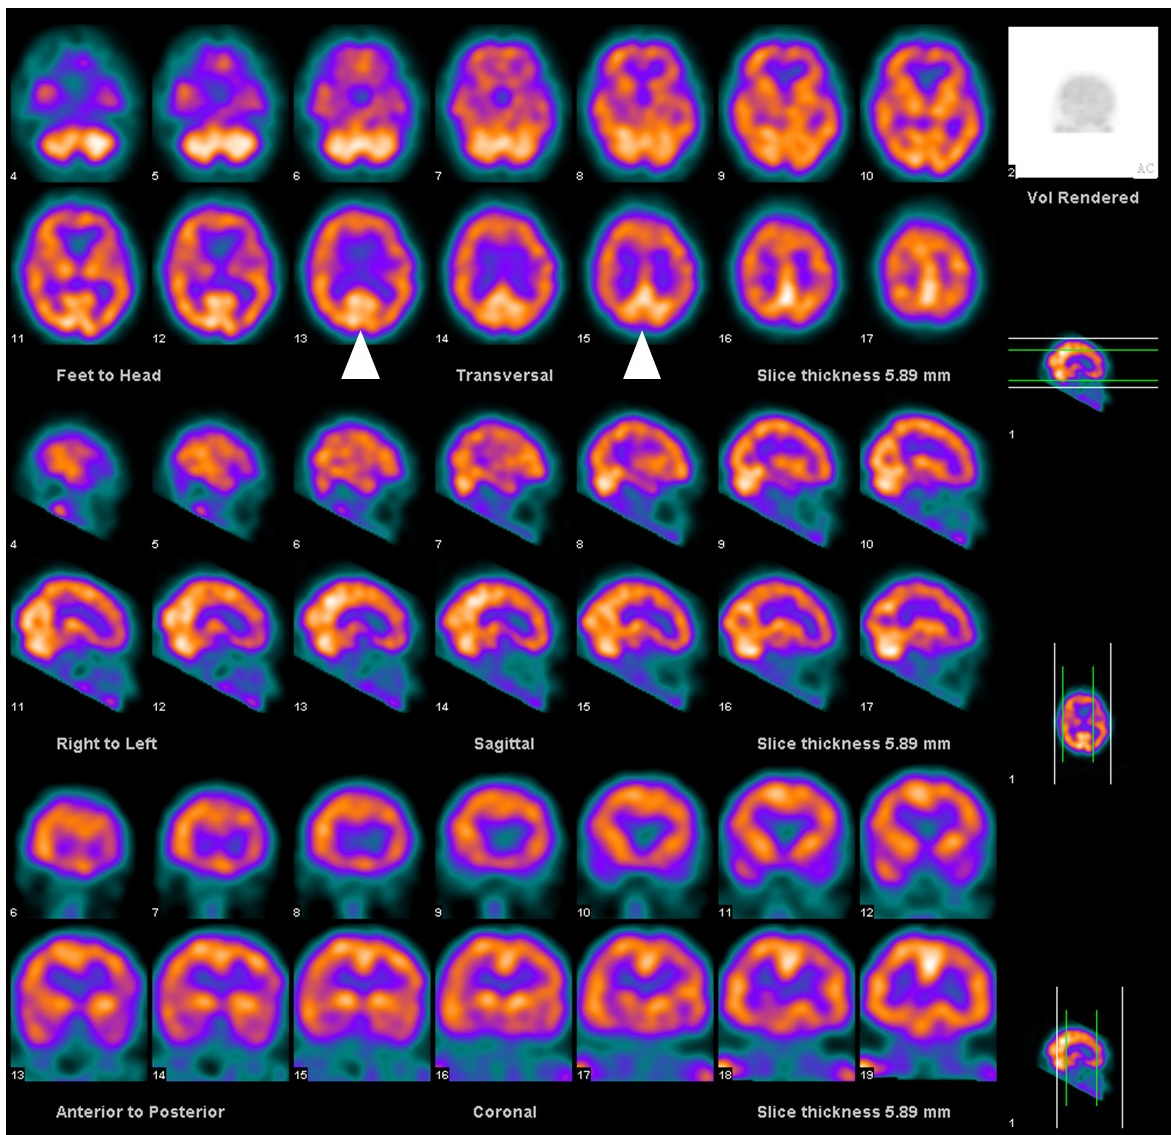 4 5 6 7 8 9 10
2 AC
Vol Rendered
11 12 13 14 15 16 17
Feet to Head Transversal Slice thickness 5.89 mm
1
4 5 6 7 8 9 10
11 12 13 14 15 16 17
Right to Left Sagittal Slice thickness 5.89 mm
1
6 7 8 9 10 11 12
13 14 15 16 17 18 19
Anterior to Posterior Coronal Slice thickness 5.89 mm
1